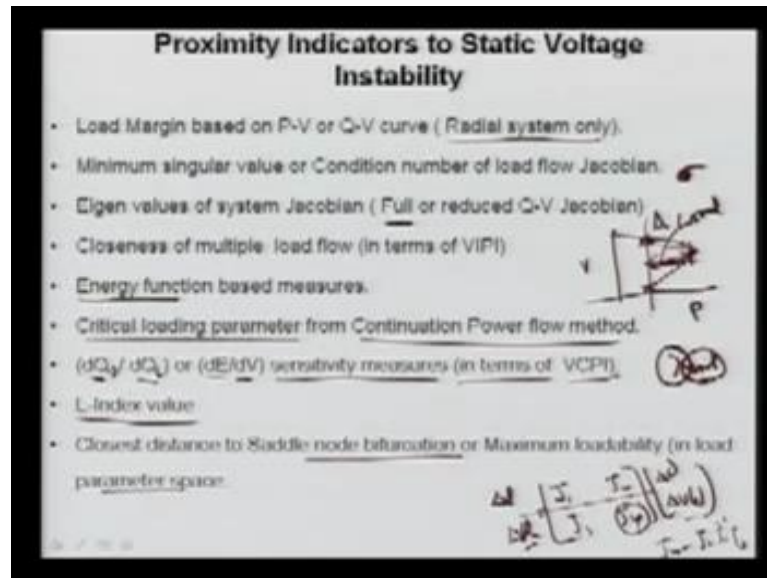 Proximity Indicators to Static Voltage
Instability
• Load Margin based on P-V or Q-V curve ( Radial system only).
• Minimum singular value or Condition number of load flow Jacobian.
• Eigen values of system Jacobian ( Full or reduced Q-V Jacobian)
• Closeness of multiple load flow (in terms of VIPI)
• Energy function based measures.
• Critical loading parameter from Continuation Power flow method.
• (dQg/ dQL) or (dE/dV) sensitivity measures (in terms of VCPI)
• L-Index value
• Closest distance to Saddle node bifurcation or Maximum loadability (in load
parameter space
V
P